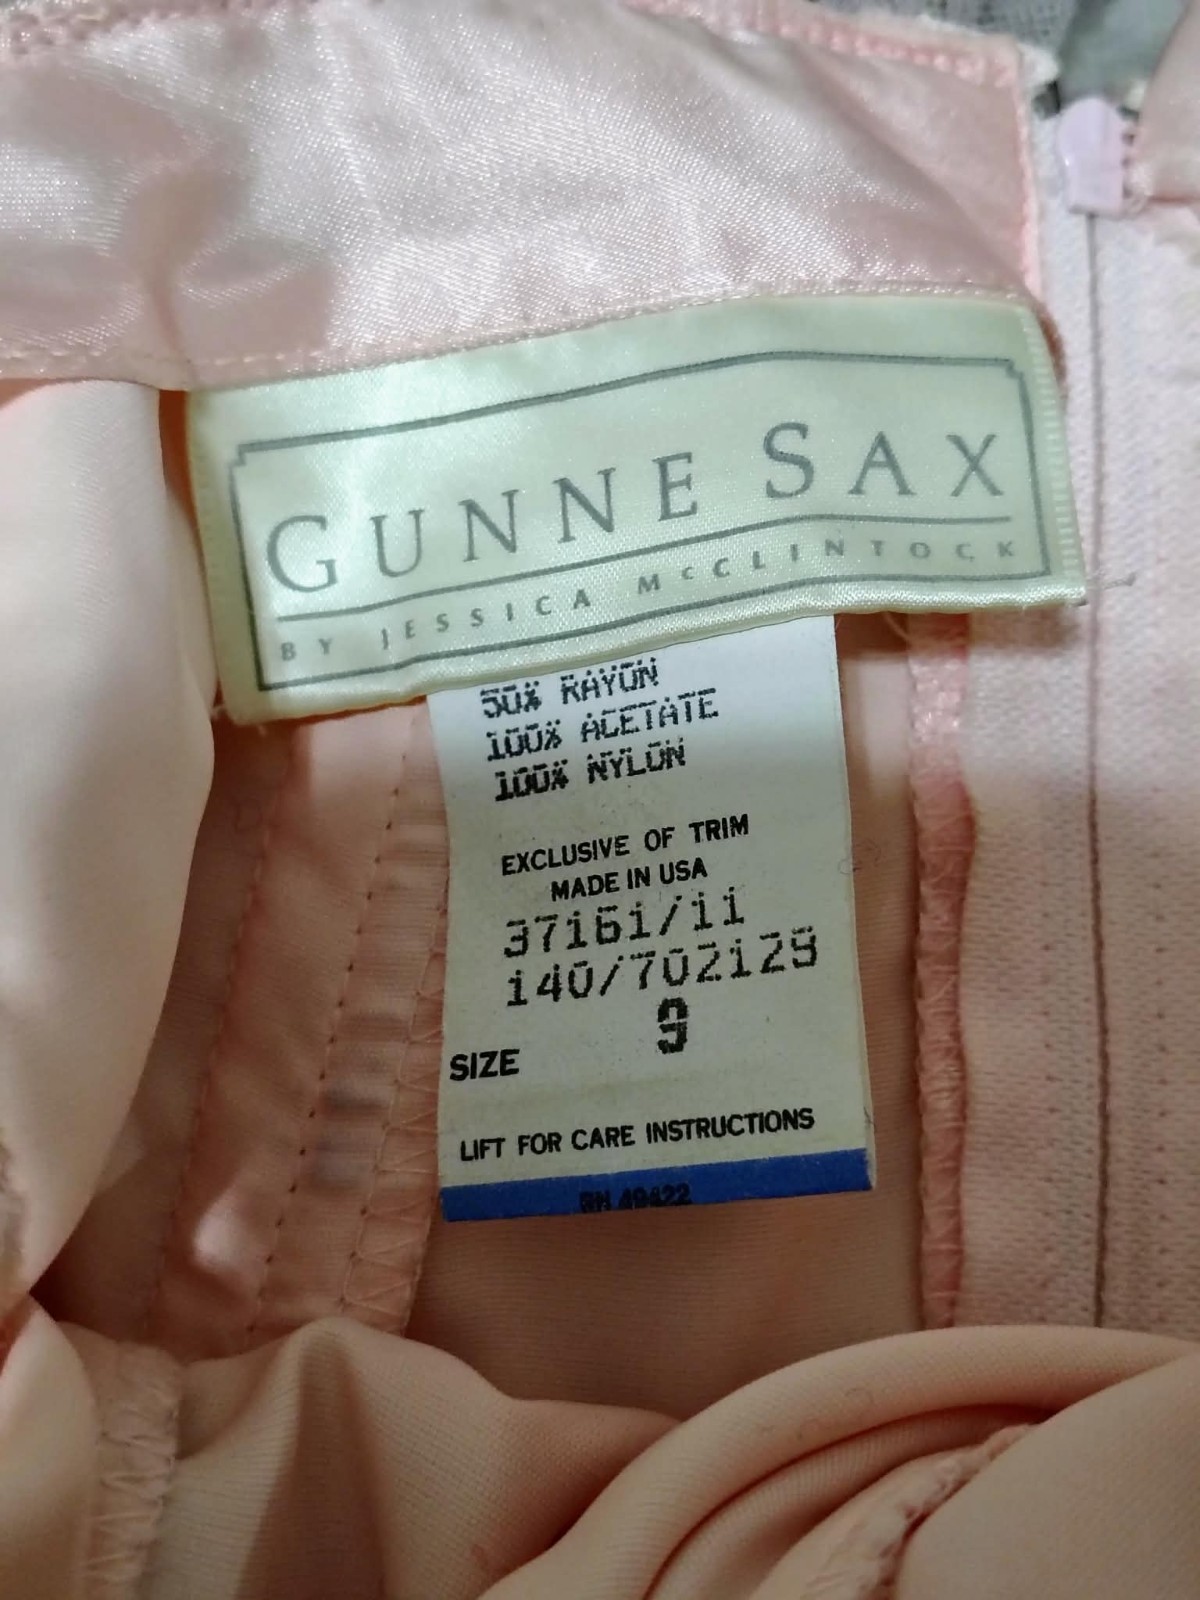 GUNNE SAX
BY JESSICA McCLINTOCK
50% RAYON
100% ACETATE
100% NYLON
EXCLUSIVE OF TRIM
MADE IN USA
37161/11
140/702129
9
SIZE
LIFT FOR CARE INSTRUCTIONS
RN 49422